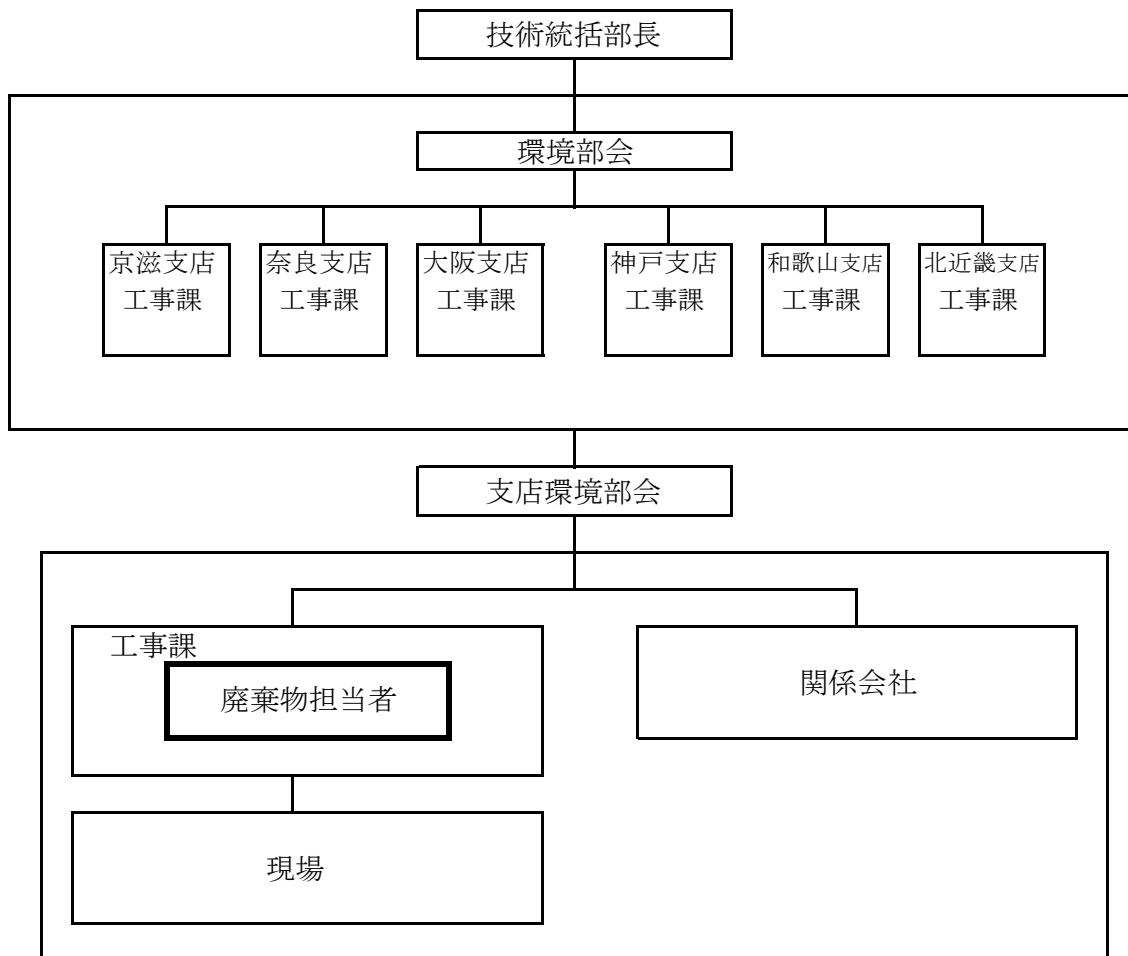 技術統括部長
環境部会
京滋支店
工事課
奈良支店
工事課
大阪支店
工事課
神戸支店
工事課
和歌山支店
工事課
北近畿支店
工事課
支店環境部会
工事課
廃棄物担当者
関係会社
現場